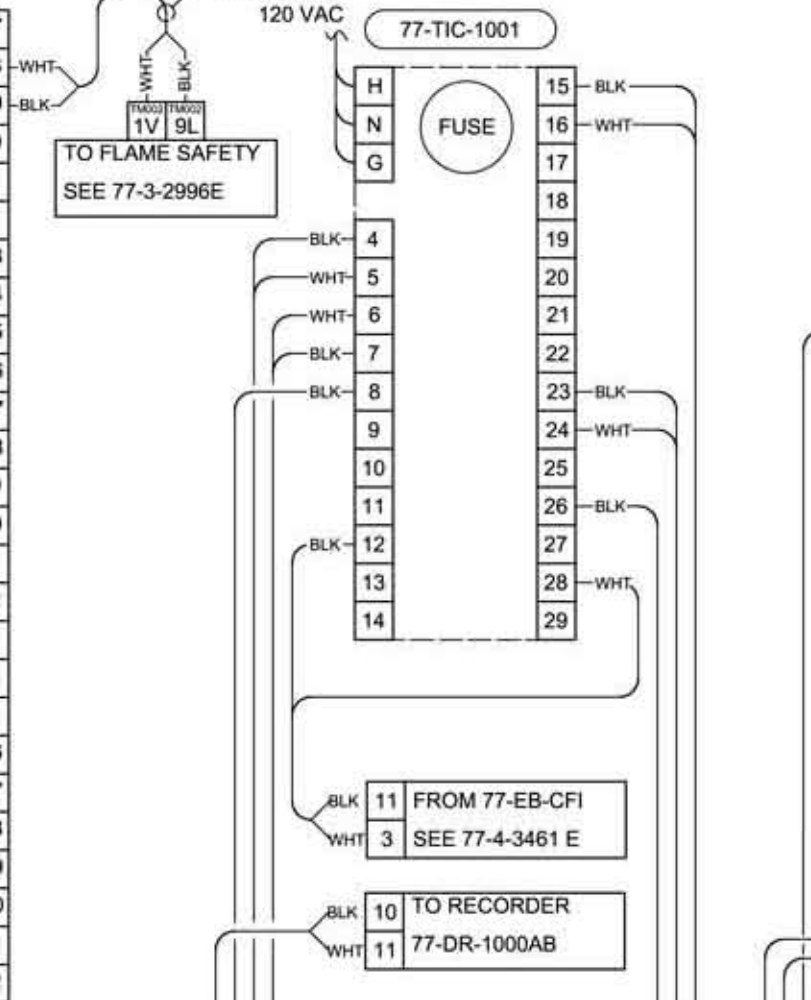 120 VAC
77-TIC-1001
WHT
BLK
WHT
BLK
TM002 TM002
1V 9L
TO FLAME SAFETY
SEE 77-3-2996E
H
N
G
FUSE
15 BLK
16 WHT
17
18
BLK 4
19
WHT 5
20
WHT 6
21
BLK 7
22
BLK 8
23 BLK
9
24 WHT
10
25
11
26 BLK
BLK 12
27
13
28 WHT
14
29
BLK 11 FROM 77-EB-CFI
WHT 3 SEE 77-4-3461 E
BLK 10 TO RECORDER
WHT 11 77-DR-1000AB